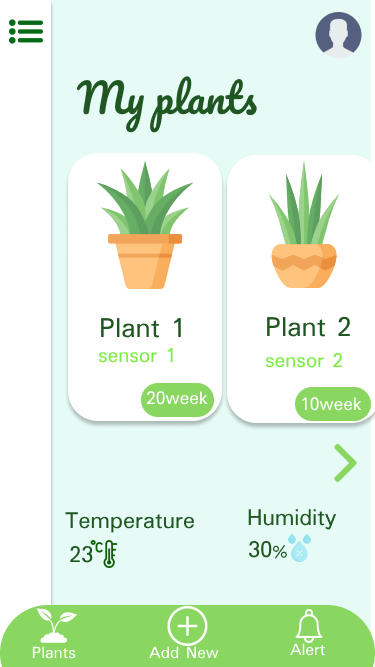 My plants
Plant 1
sensor 1
20week
Plant 2
sensor 2
10week
Temperature
23°C
Humidity
30%
Plants
Add New
Alert